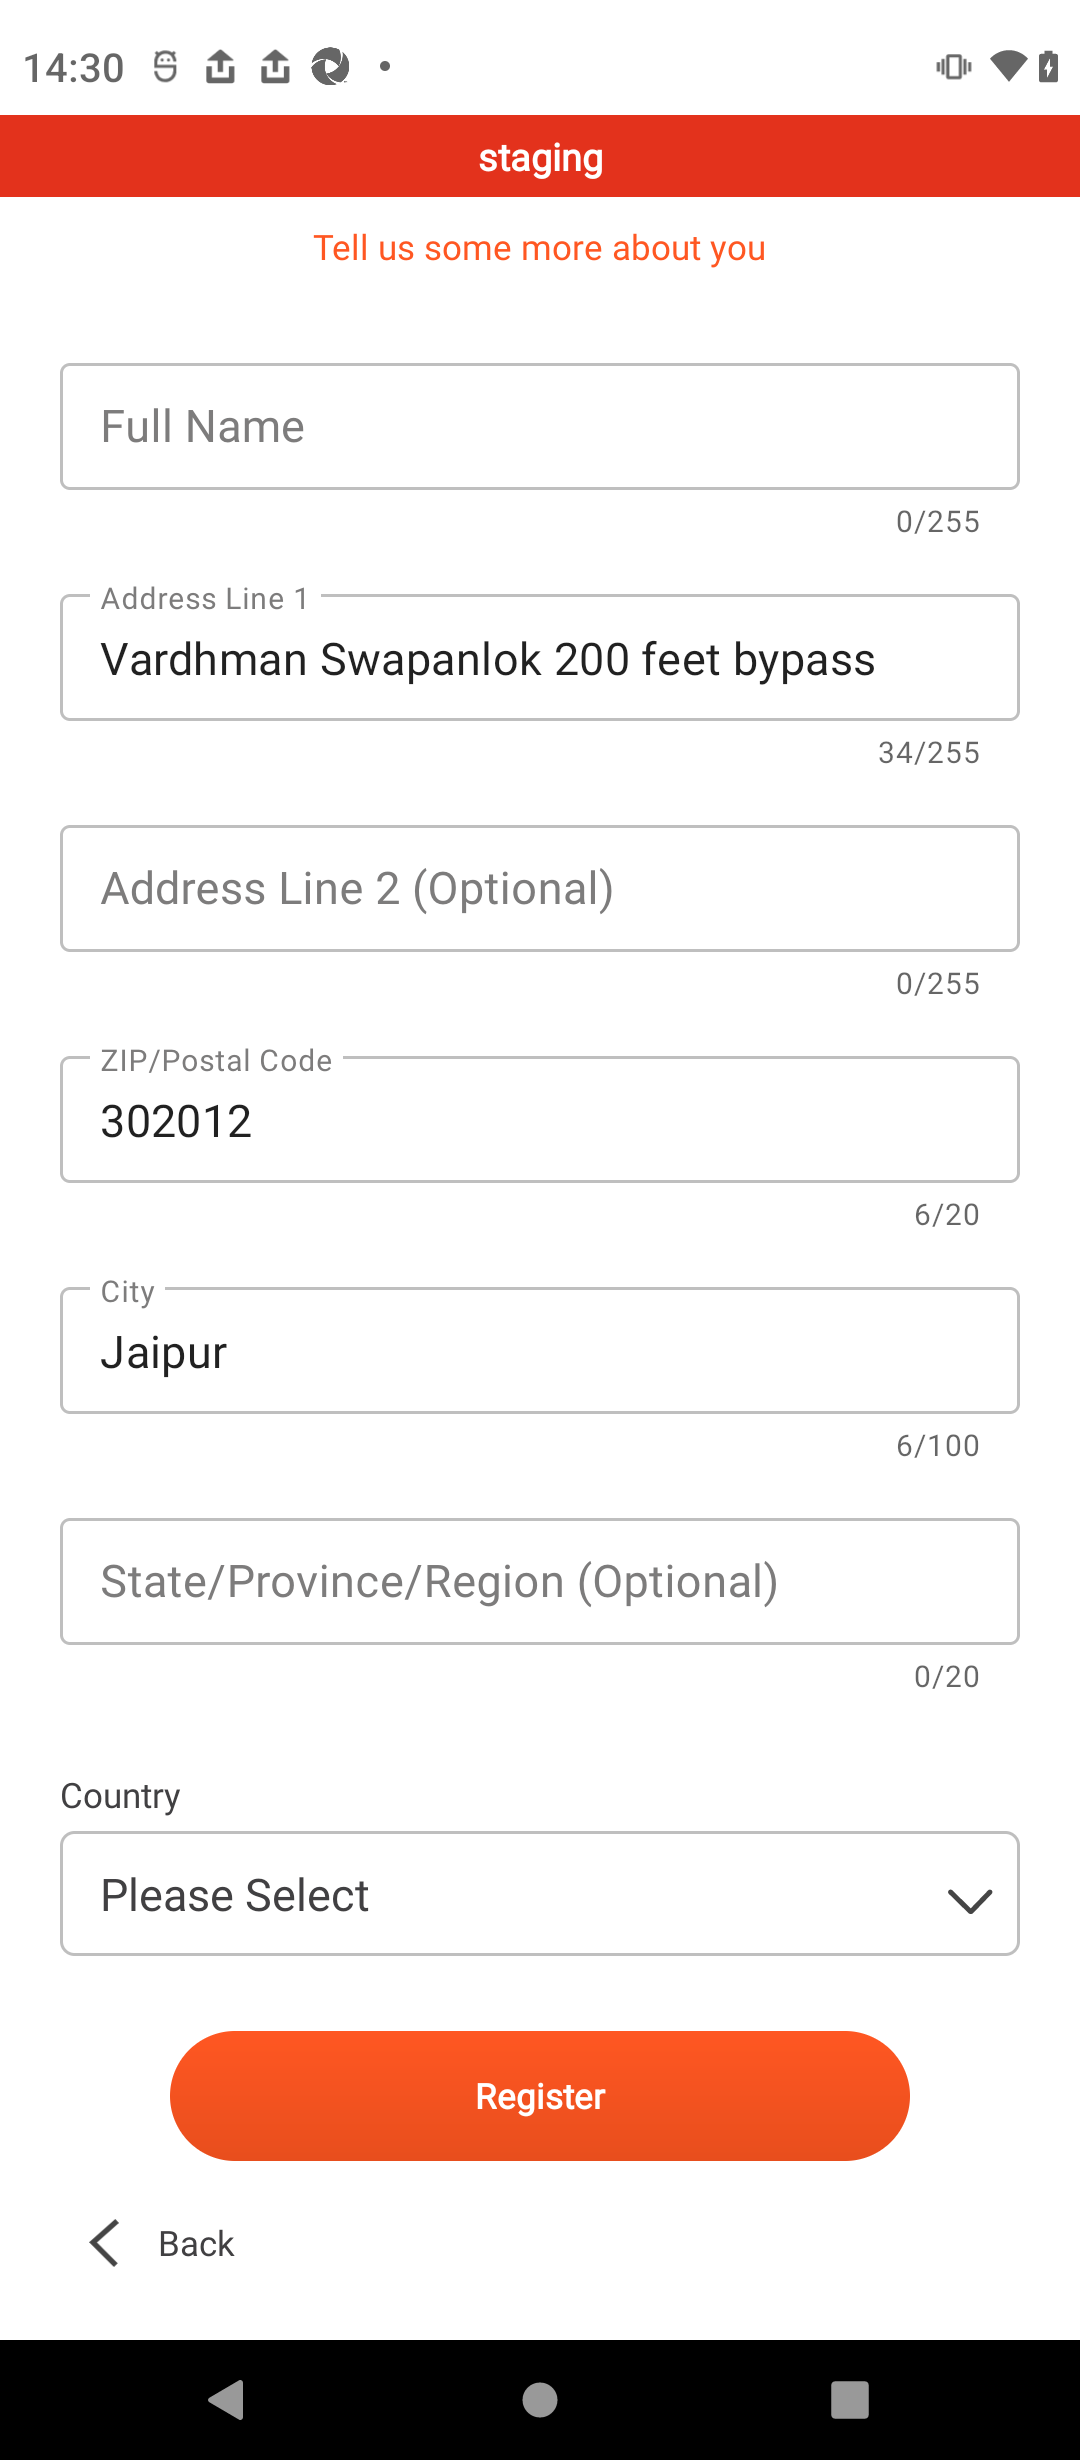 14:30
staging
Tell us some more about you
Full Name
0/255
Address Line 1
Vardhman Swapanlok 200 feet bypass
34/255
Address Line 2 (Optional)
0/255
ZIP/Postal Code
302012
6/20
City
Jaipur
6/100
State/Province/Region (Optional)
0/20
Country
Please Select
Register
Back